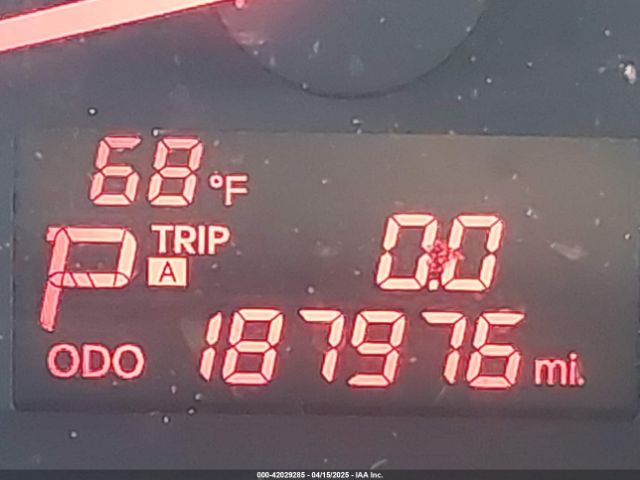 68 °F
P TRIP A 0.0
ODO 187976 mi.
000-42029285 - 04/15/2025 - IAA Inc.